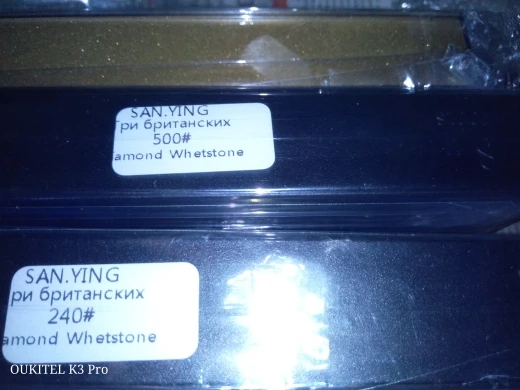 SAN.YING
ри британских
500#
amond Whetstone
SAN.YING
ри британских
240#
amond Whetstone
OUKITEL K3 Pro